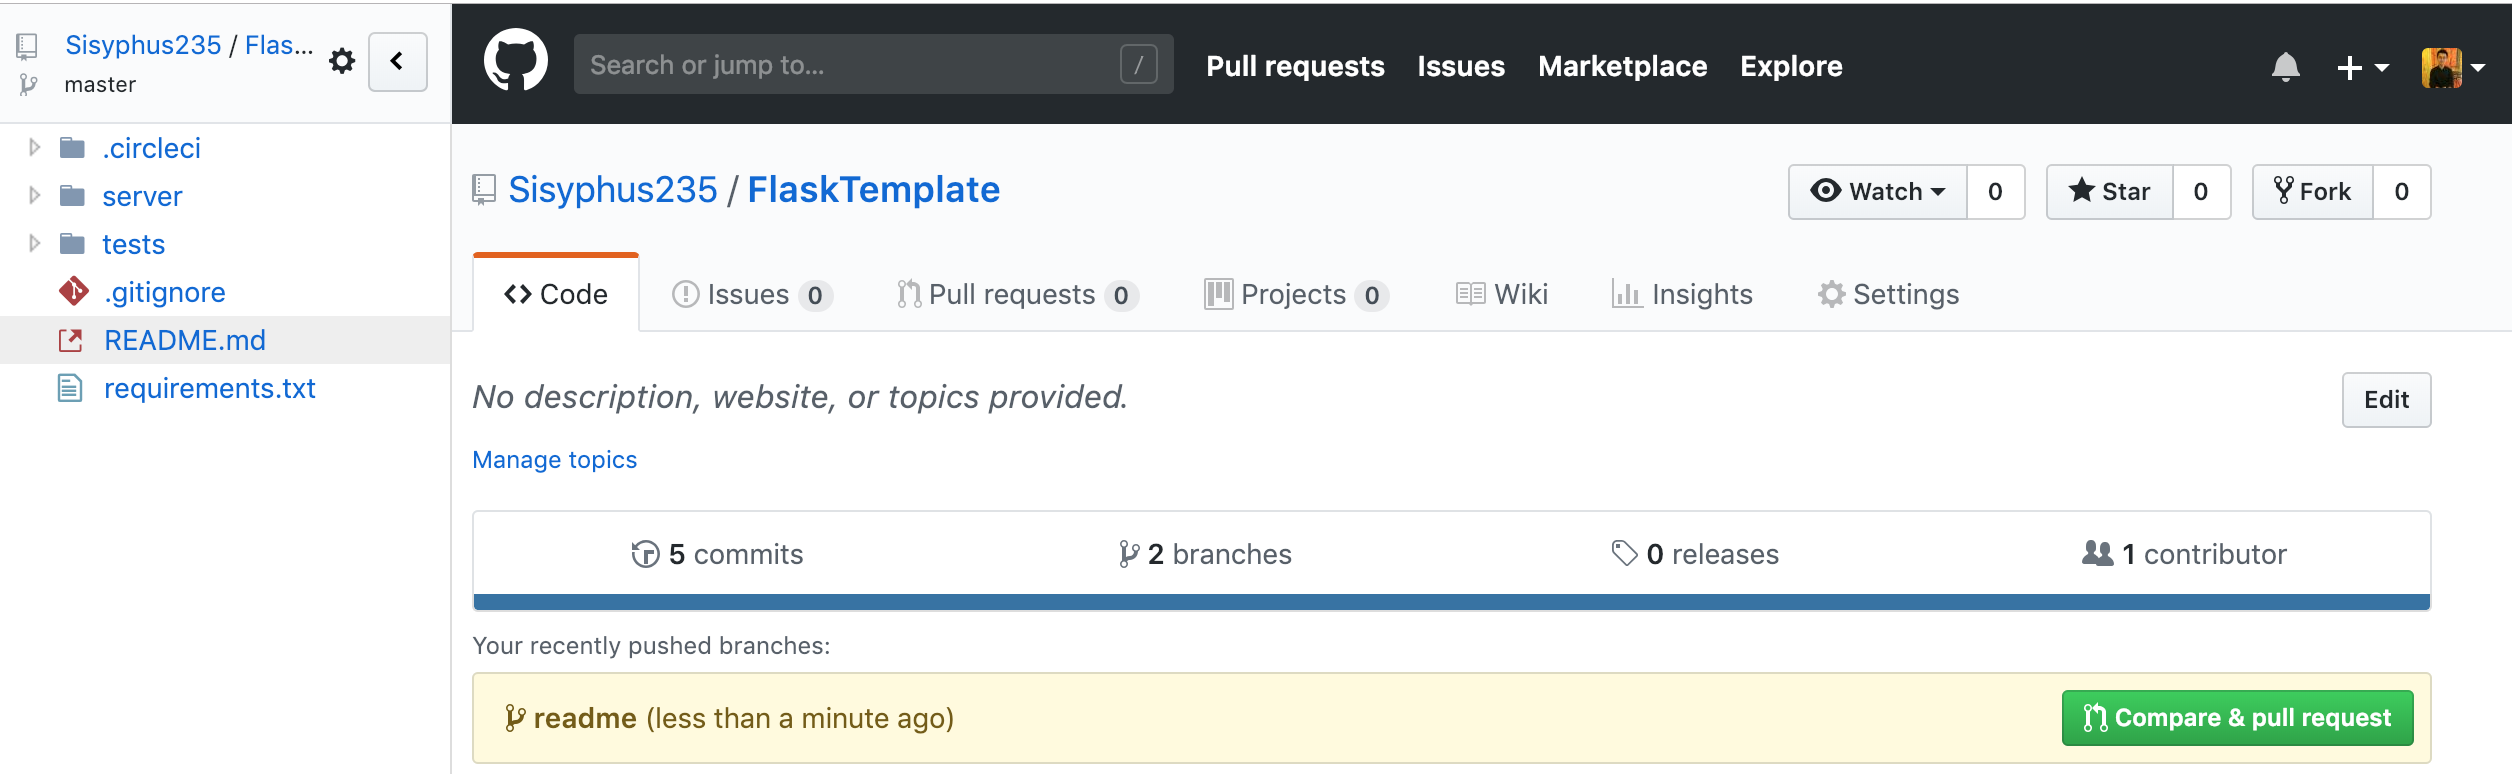 Sisyphus235 / Flas...
master
.circleci
server
tests
.gitignore
README.md
requirements.txt
Search or jump to... /
Pull requests Issues Marketplace Explore
Sisyphus235 / FlaskTemplate
Watch 0 Star 0 Fork 0
Code Issues 0 Pull requests 0 Projects 0 Wiki Insights Settings
No description, website, or topics provided.
Edit
Manage topics
5 commits 2 branches 0 releases 1 contributor
Your recently pushed branches:
readme (less than a minute ago)
Compare & pull request